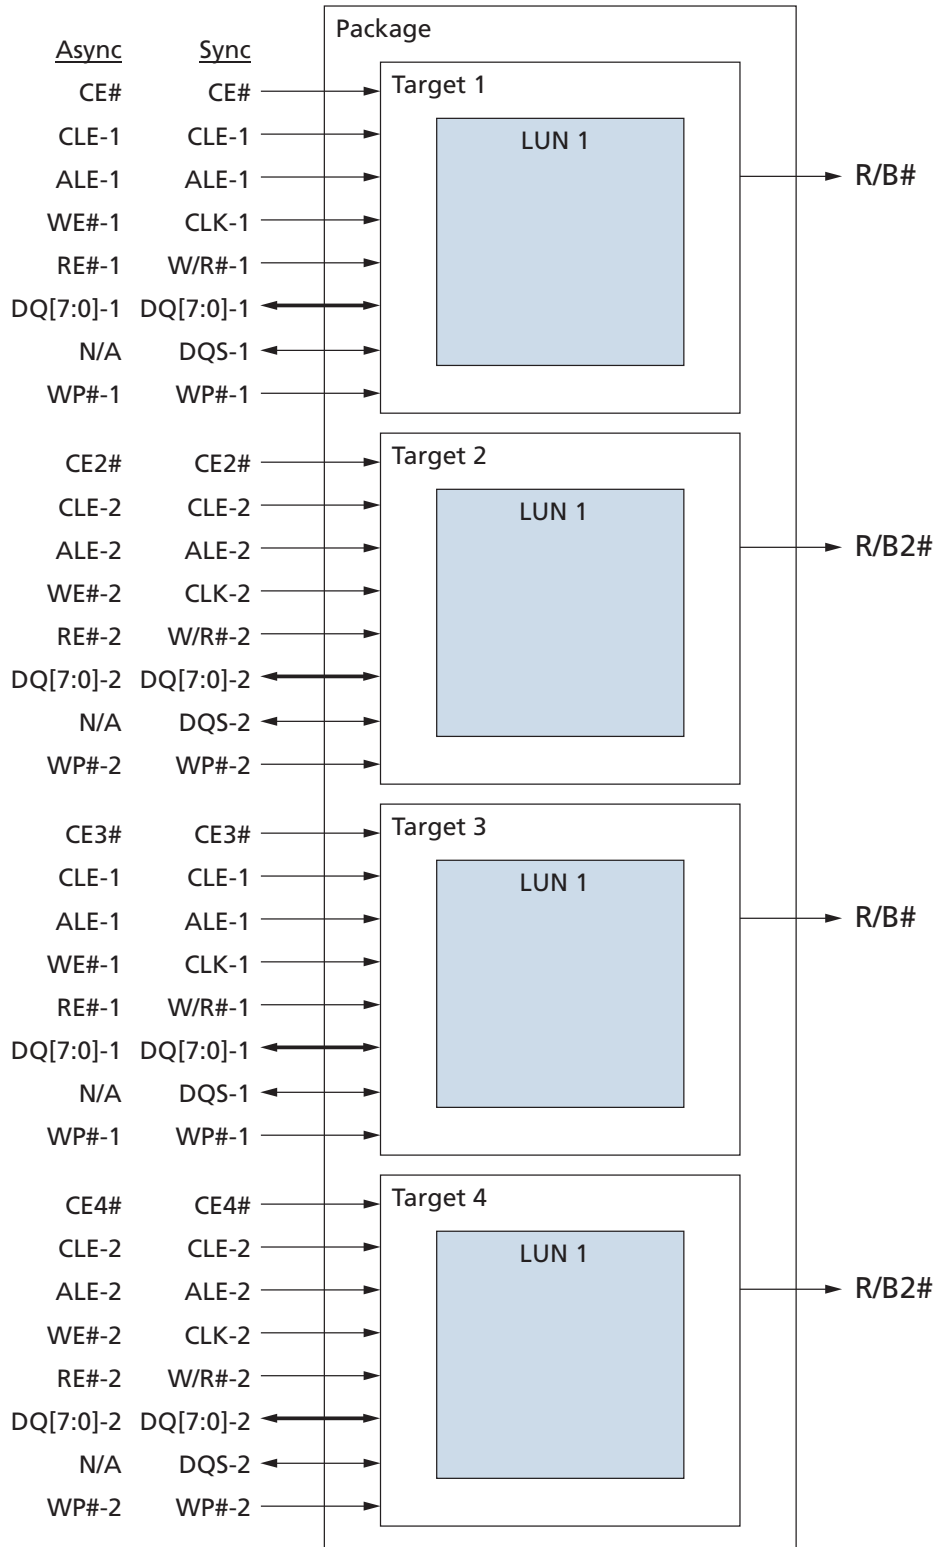 Package
Async Sync
Target 1
CE# CE#
LUN 1
CLE-1 CLE-1
ALE-1 ALE-1 R/B#
WE#-1 CLK-1
RE#-1 W/R#-1
DQ[7:0]-1 DQ[7:0]-1
N/A DQS-1
WP#-1 WP#-1
Target 2
CE2# CE2#
CLE-2 CLE-2 LUN 1
ALE-2 ALE-2 R/B2#
WE#-2 CLK-2
RE#-2 W/R#-2
DQ[7:0]-2 DQ[7:0]-2
N/A DQS-2
WP#-2 WP#-2
Target 3
CE3# CE3#
CLE-1 CLE-1 LUN 1
ALE-1 ALE-1 R/B#
WE#-1 CLK-1
RE#-1 W/R#-1
DQ[7:0]-1 DQ[7:0]-1
N/A DQS-1
WP#-1 WP#-1
Target 4
CE4# CE4#
CLE-2 CLE-2 LUN 1
ALE-2 ALE-2 R/B2#
WE#-2 CLK-2
RE#-2 W/R#-2
DQ[7:0]-2 DQ[7:0]-2
N/A DQS-2
WP#-2 WP#-2